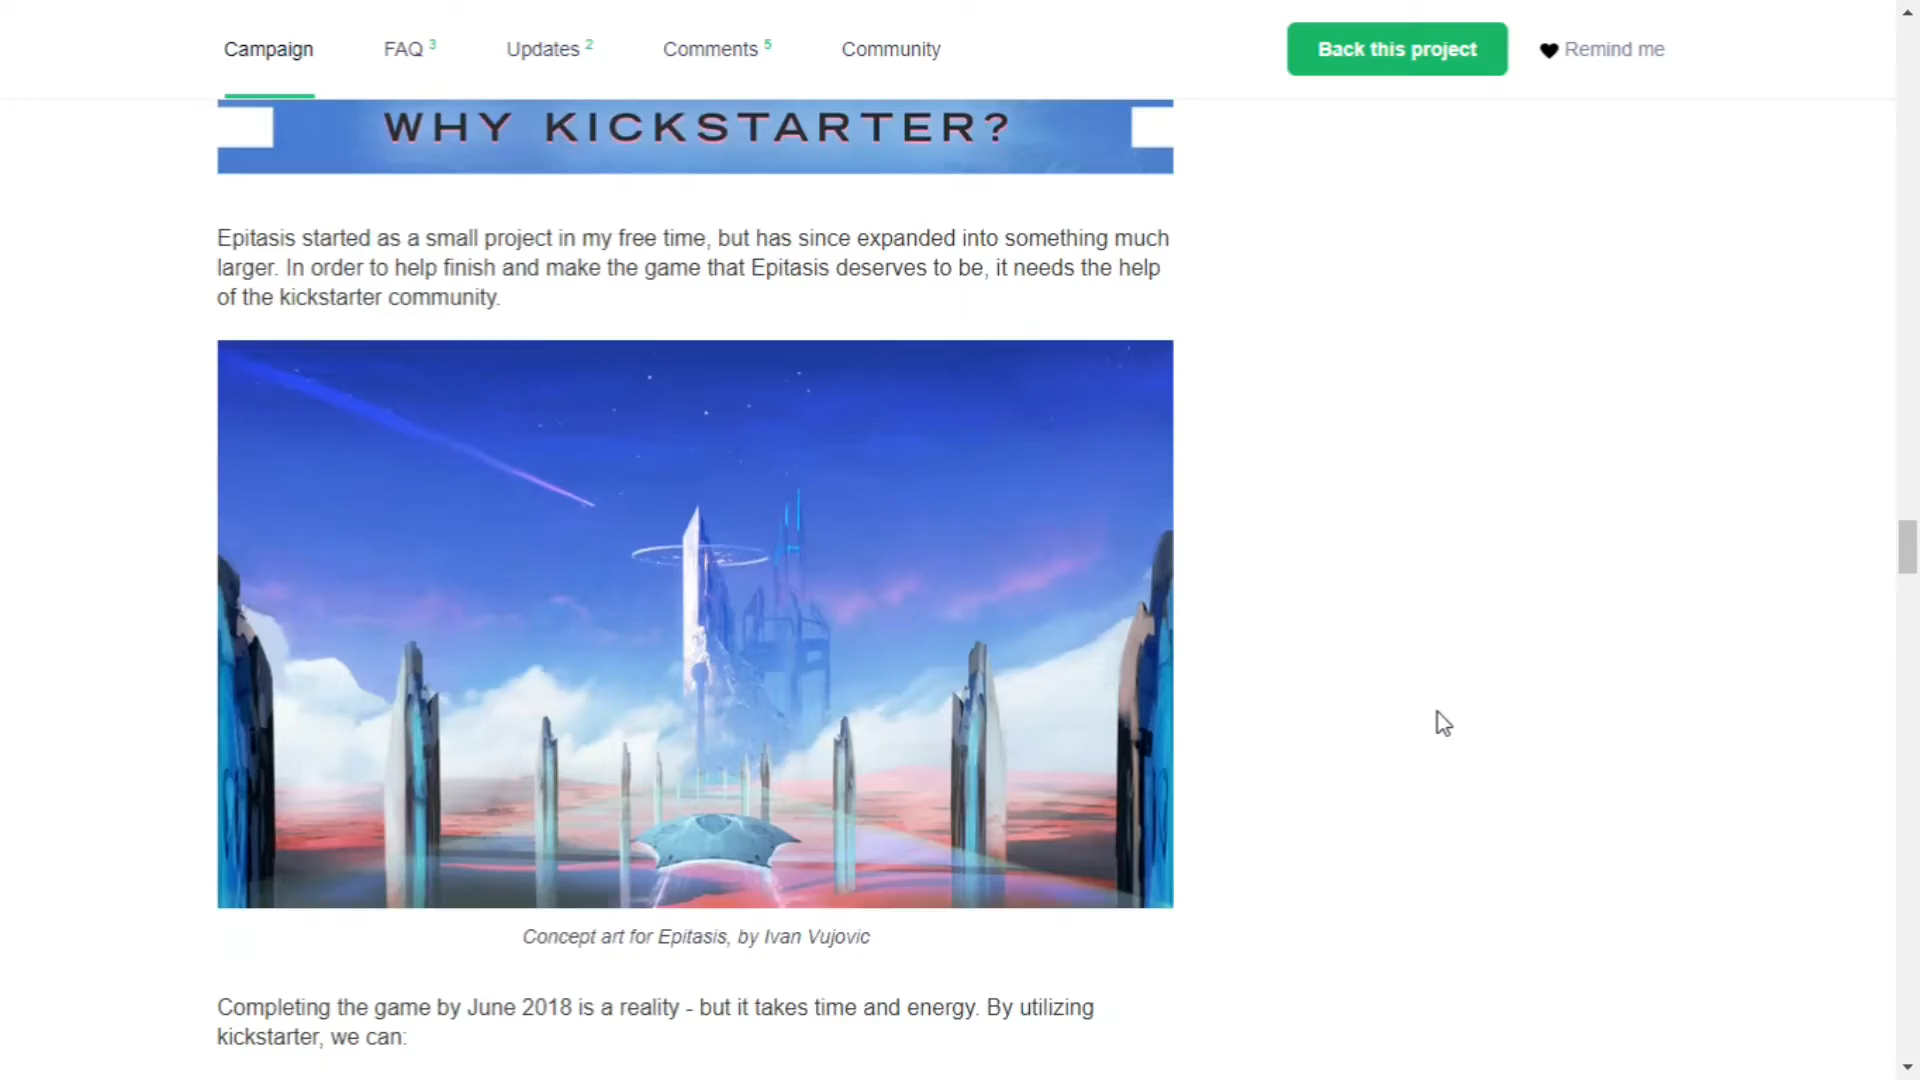 Campaign FAQ 3 Updates 2 Comments 5 Community Back this project Remind me
WHY KICKSTARTER?
Epitasis started as a small project in my free time, but has since expanded into something much
larger. In order to help finish and make the game that Epitasis deserves to be, it needs the help
of the kickstarter community.
Concept art for Epitasis, by Ivan Vujovic
Completing the game by June 2018 is a reality - but it takes time and energy. By utilizing
kickstarter, we can: